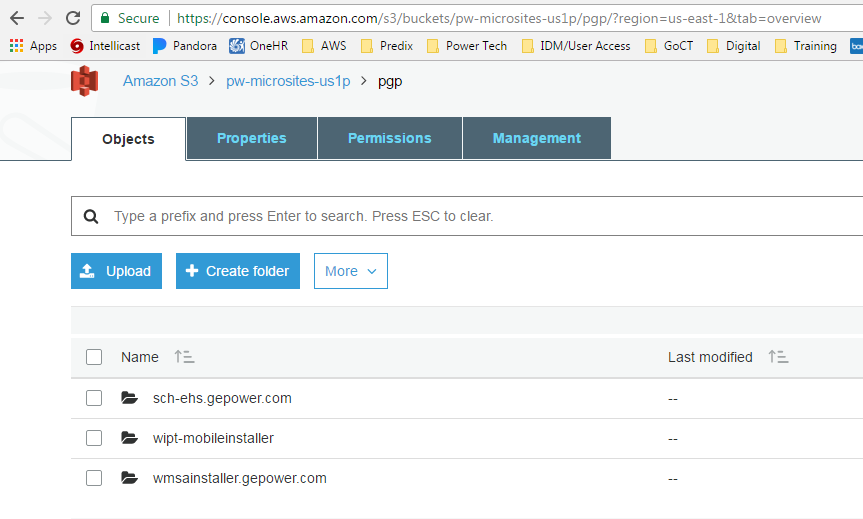 Secure https://console.aws.amazon.com/s3/buckets/pw-microsites-us1p/pgp/?region=us-east-1&tab=overview
Apps Intellicast Pandora OneHR AWS Predix Power Tech IDM/User Access GoCT Digital Training
Amazon S3 > pw-microsites-us1p > pgp
Objects Properties Permissions Management
Type a prefix and press Enter to search. Press ESC to clear.
Upload Create folder More
Name Last modified
sch-ehs.gepower.com --
wipt-mobileinstaller --
wmsainstaller.gepower.com --